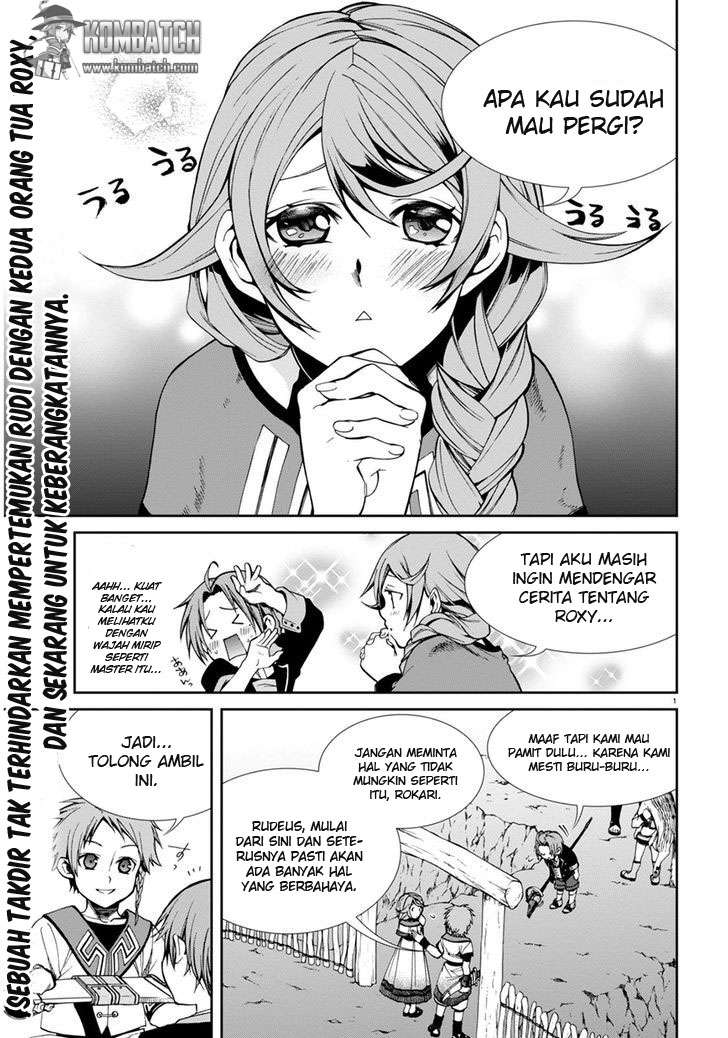 KOMBATCH
www.kombatch.com
(SEBUAH TAKDIR TAK TERHINDARKAN MEMPERTEMUKAN RUDI DENGAN KEDUA ORANG TUA ROXY,
DAN SEKARANG UNTUK KEBERANGKATANNYA.
APA KAU SUDAH
MAU PERGI?
うる
うる
うる
うる
TAPI AKU MASIH
INGIN MENDENGAR
CERITA TENTANG
ROXY...
AAHH... KUAT
BANGET...
KALAU KAU
MELIHATKU
DENGAN
WAJAH MIRIP
SEPERTI
MASTER ITU...
1
MAAF TAPI KAMI MAU
PAMIT DULU... KARENA KAMI
MESTI BURU-BURU...
JANGAN MEMINTA
HAL YANG TIDAK
MUNGKIN SEPERTI
ITU, ROKARI.
RUDEUS, MULAI
DARI SINI DAN SETE-
RUSNYA PASTI AKAN
ADA BANYAK HAL
YANG BERBAHAYA.
JADI...
TOLONG AMBIL
INI.